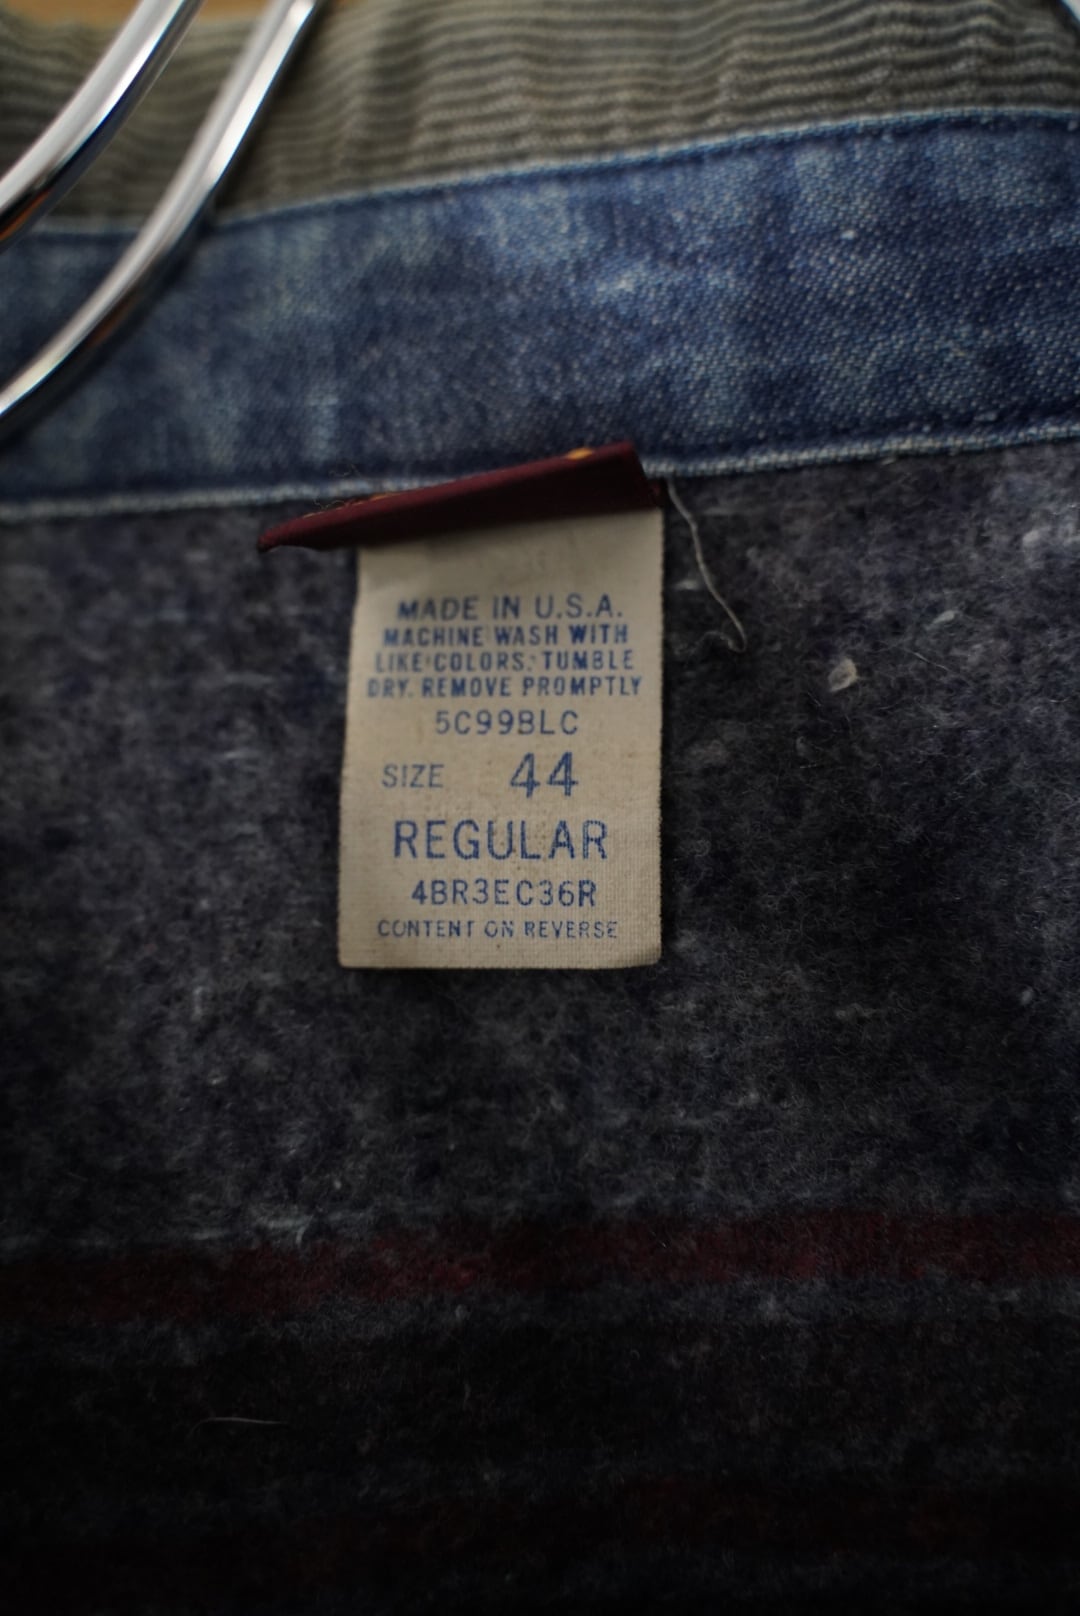 MADE IN U.S.A.
MACHINE WASH WITH
LIKE COLORS. TUMBLE
DRY. REMOVE PROMPTLY
5C99BLC
SIZE 44
REGULAR
4BR3EC36R
CONTENT ON REVERSE